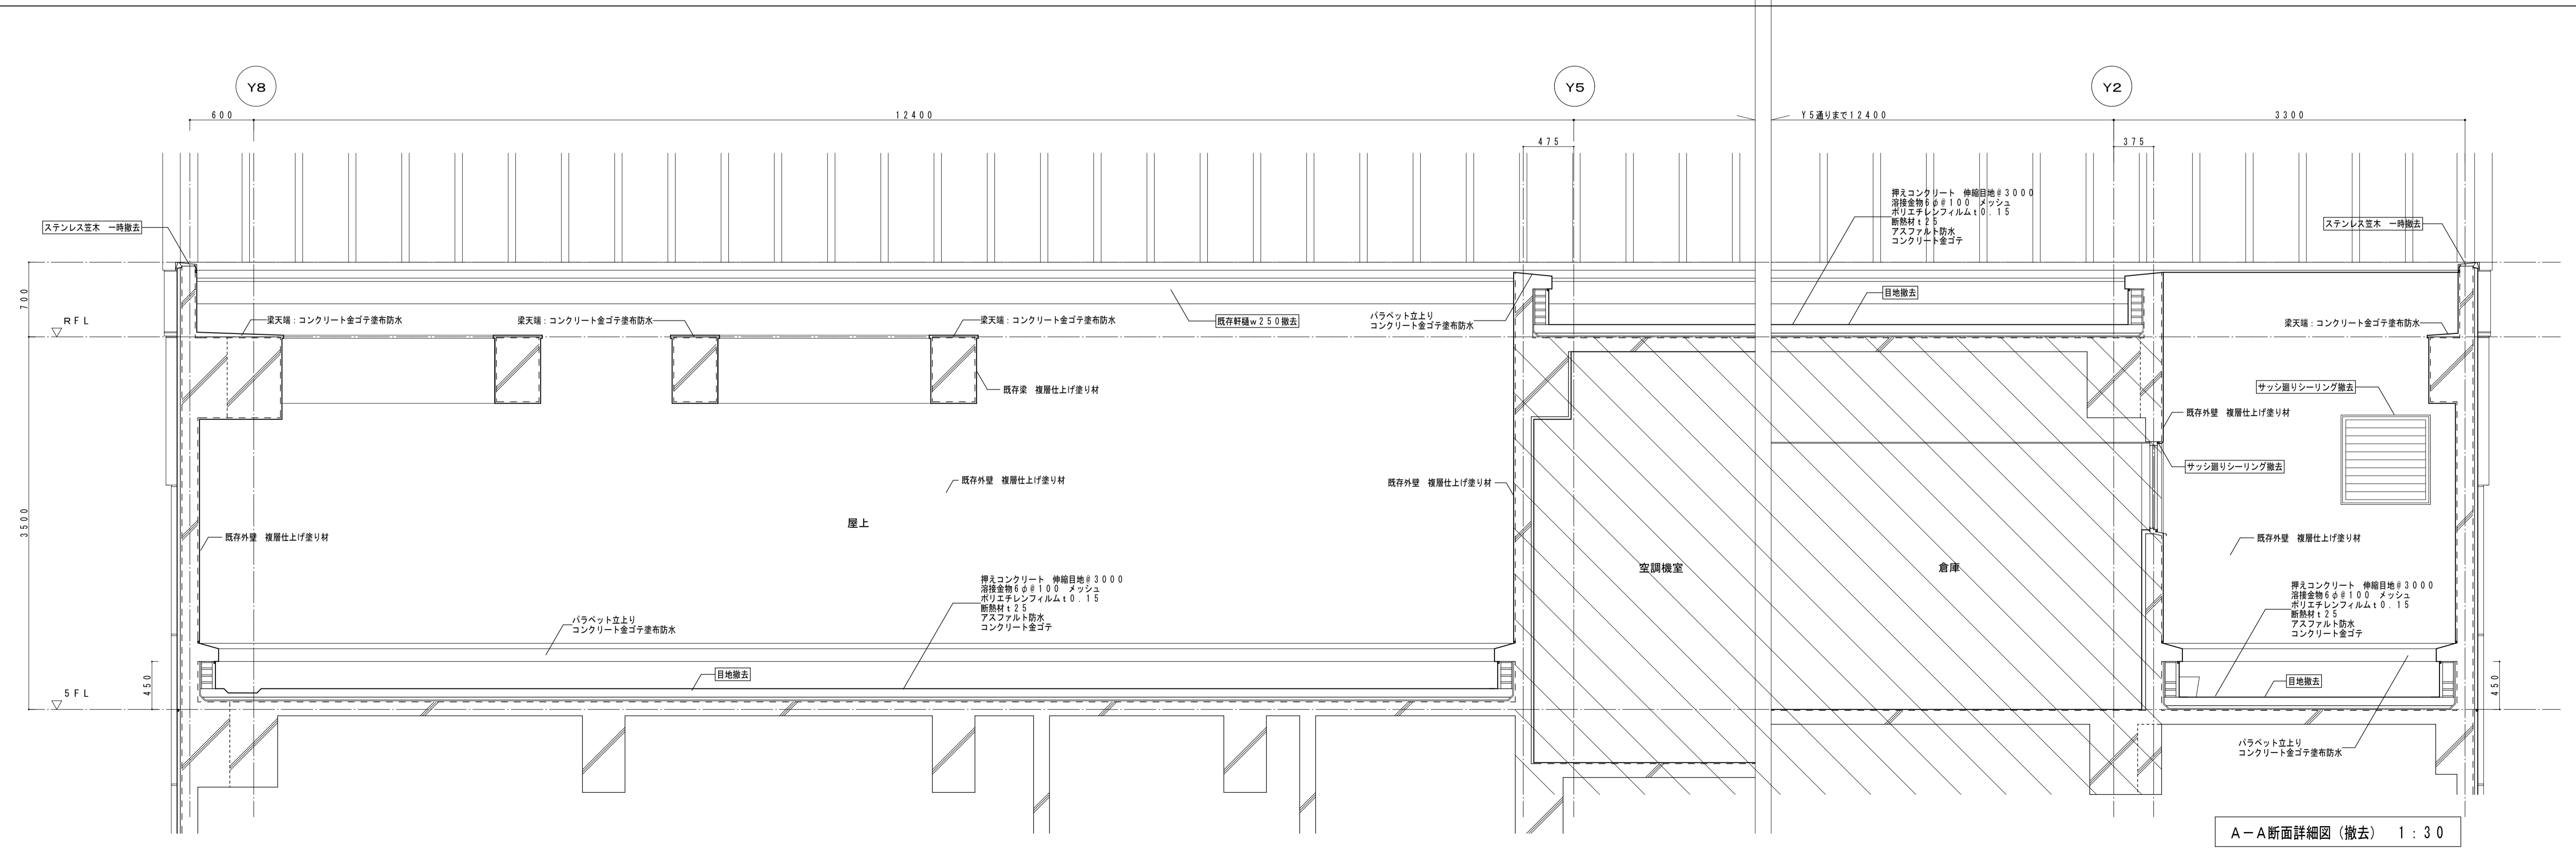 Y8
Y5
Y2
600
12400
Y5通りまで12400
3300
475
375
押えコンクリート 伸縮目地@3000
溶接金物6φ@100 メッシュ
ポリエチレンフィルムt0.15
断熱材t25
アスファルト防水
コンクリート金ゴテ
ステンレス笠木 一時撤去
ステンレス笠木 一時撤去
700
RFL
梁天端：コンクリート金ゴテ塗布防水
梁天端：コンクリート金ゴテ塗布防水
梁天端：コンクリート金ゴテ塗布防水
既存軒樋w250撤去
パラペット立上り
コンクリート金ゴテ塗布防水
目地撤去
梁天端：コンクリート金ゴテ塗布防水
既存梁 複層仕上げ塗り材
サッシ廻りシーリング撤去
既存外壁 複層仕上げ塗り材
サッシ廻りシーリング撤去
既存外壁 複層仕上げ塗り材
既存外壁 複層仕上げ塗り材
3500
屋上
既存外壁 複層仕上げ塗り材
既存外壁 複層仕上げ塗り材
空調機室
倉庫
押えコンクリート 伸縮目地@3000
溶接金物6φ@100 メッシュ
ポリエチレンフィルムt0.15
断熱材t25
アスファルト防水
コンクリート金ゴテ
押えコンクリート 伸縮目地@3000
溶接金物6φ@100 メッシュ
ポリエチレンフィルムt0.15
断熱材t25
アスファルト防水
コンクリート金ゴテ
パラペット立上り
コンクリート金ゴテ塗布防水
目地撤去
目地撤去
450
450
5FL
パラペット立上り
コンクリート金ゴテ塗布防水
A－A断面詳細図（撤去） 1：30